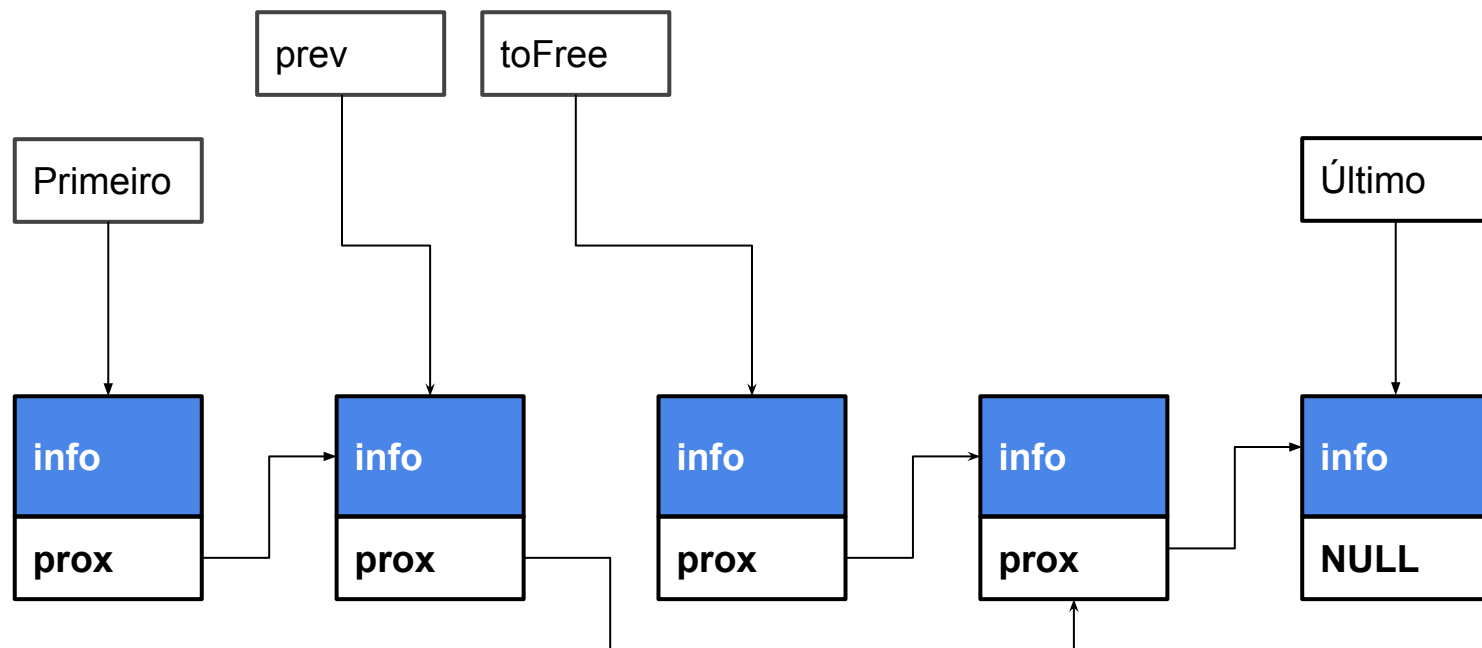 prev
toFree
Primeiro
Último
info
info
info
info
info
prox
prox
prox
prox
NULL